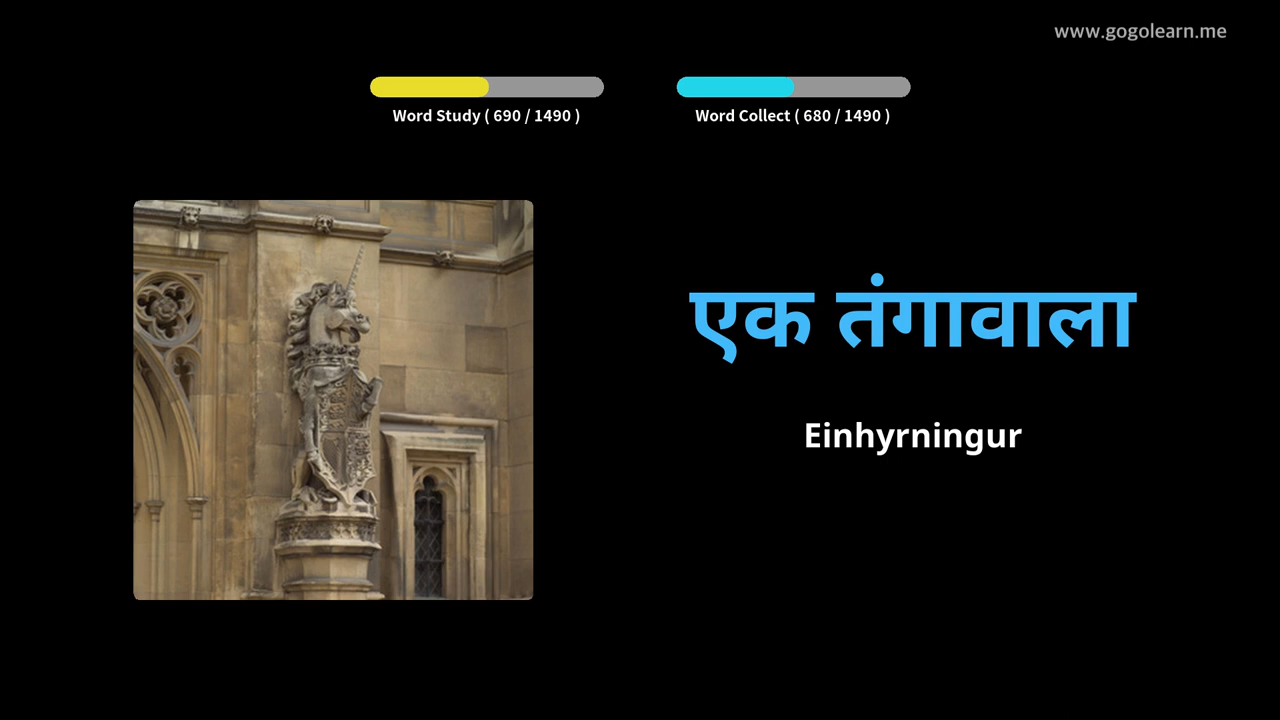 www.gogolearn.me
Word Study ( 690 / 1490 )
Word Collect ( 680 / 1490 )
एक तंगावाला
Einhyrningur